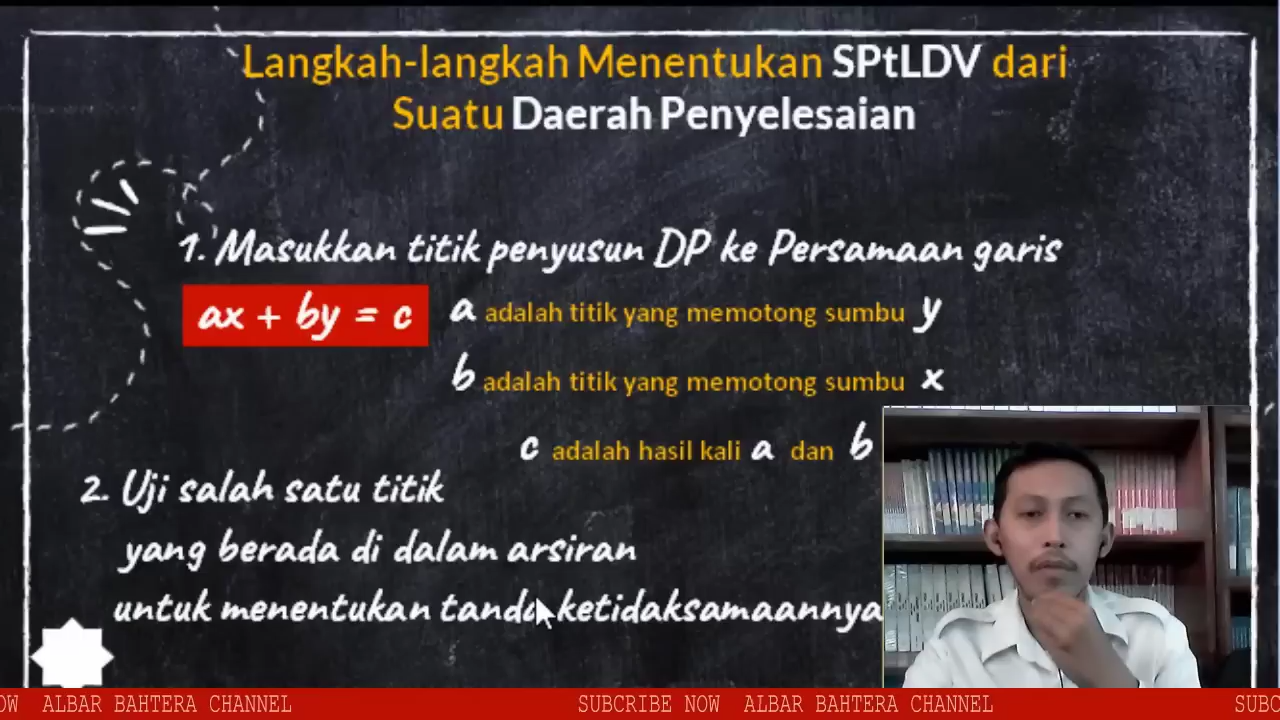 Langkah-langkah Menentukan SPtLDV dari
Suatu Daerah Penyelesaian
1. Masukkan titik penyusun DP ke Persamaan garis
ax + by = c
a adalah titik yang memotong sumbu y
b adalah titik yang memotong sumbu x
c adalah hasil kali a dan b
2. Uji salah satu titik
yang berada di dalam arsiran
untuk menentukan tanda ketidaksamaannya
OW ALBAR BAHTERA CHANNEL SUBCRIBE NOW ALBAR BAHTERA CHANNEL SUBC